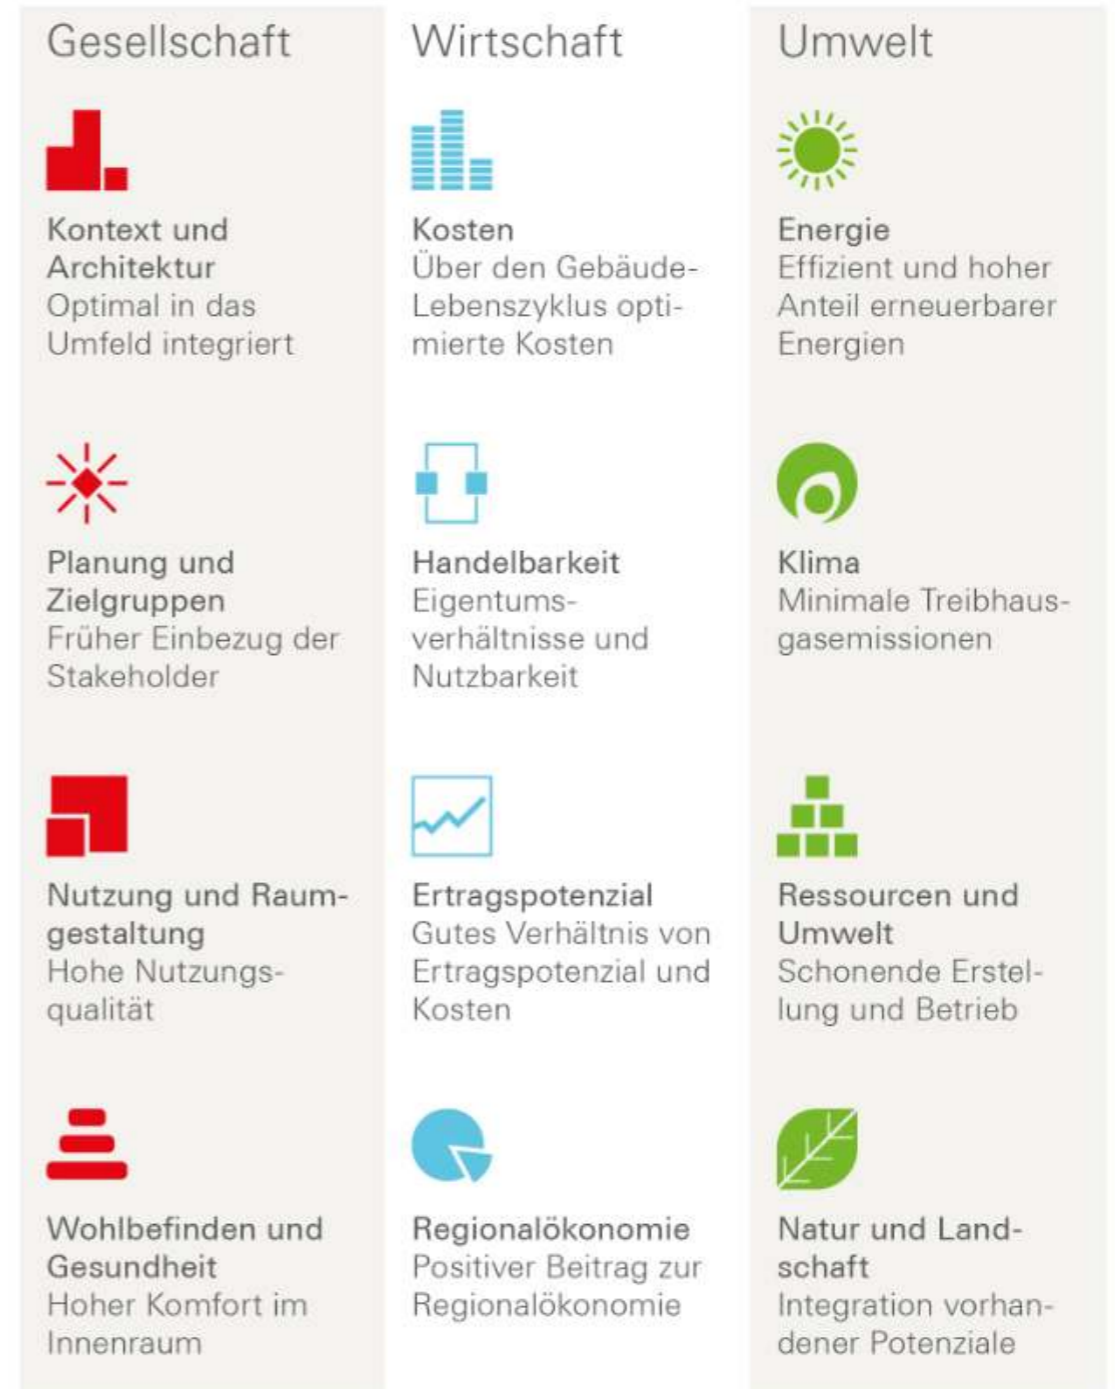 Gesellschaft
Kontext und
Architektur
Optimal in das
Umfeld integriert
Planung und
Zielgruppen
Früher Einbezug der
Stakeholder
Nutzung und Raum-
gestaltung
Hohe Nutzungs-
qualität
Wohlbefinden und
Gesundheit
Hoher Komfort im
Innenraum
Wirtschaft
Kosten
Über den Gebäude-
Lebenszyklus opti-
mierte Kosten
Handelbarkeit
Eigentums-
verhältnisse und
Nutzbarkeit
Ertragspotenzial
Gutes Verhältnis von
Ertragspotenzial und
Kosten
Regionalökonomie
Positiver Beitrag zur
Regionalökonomie
Umwelt
Energie
Effizient und hoher
Anteil erneuerbarer
Energien
Klima
Minimale Treibhaus-
gasemissionen
Ressourcen und
Umwelt
Schonende Erstel-
lung und Betrieb
Natur und Land-
schaft
Integration vorhan-
dener Potenziale